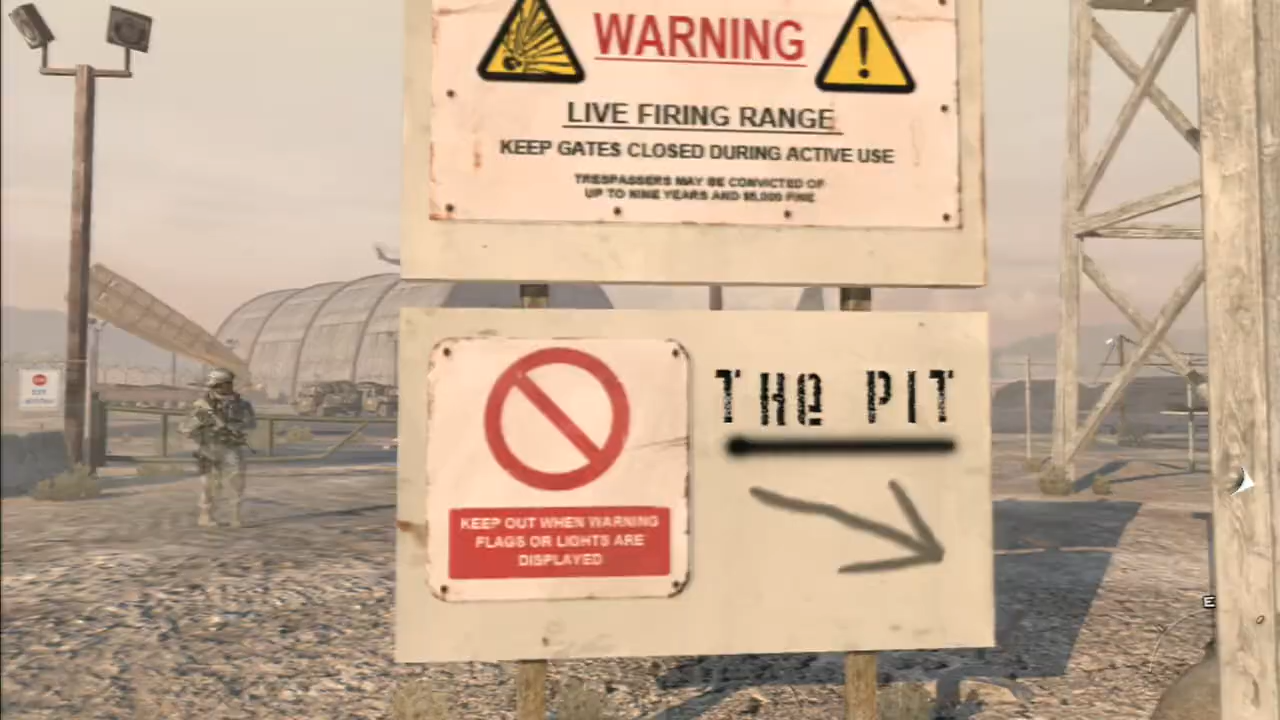 WARNING
LIVE FIRING RANGE
KEEP GATES CLOSED DURING ACTIVE USE
TRESPASSERS MAY BE CONVICTED OF
UP TO NINE YEARS AND $5,000 FINE
KEEP OUT WHEN WARNING
FLAGS OR LIGHTS ARE
DISPLAYED
THe PIT
E